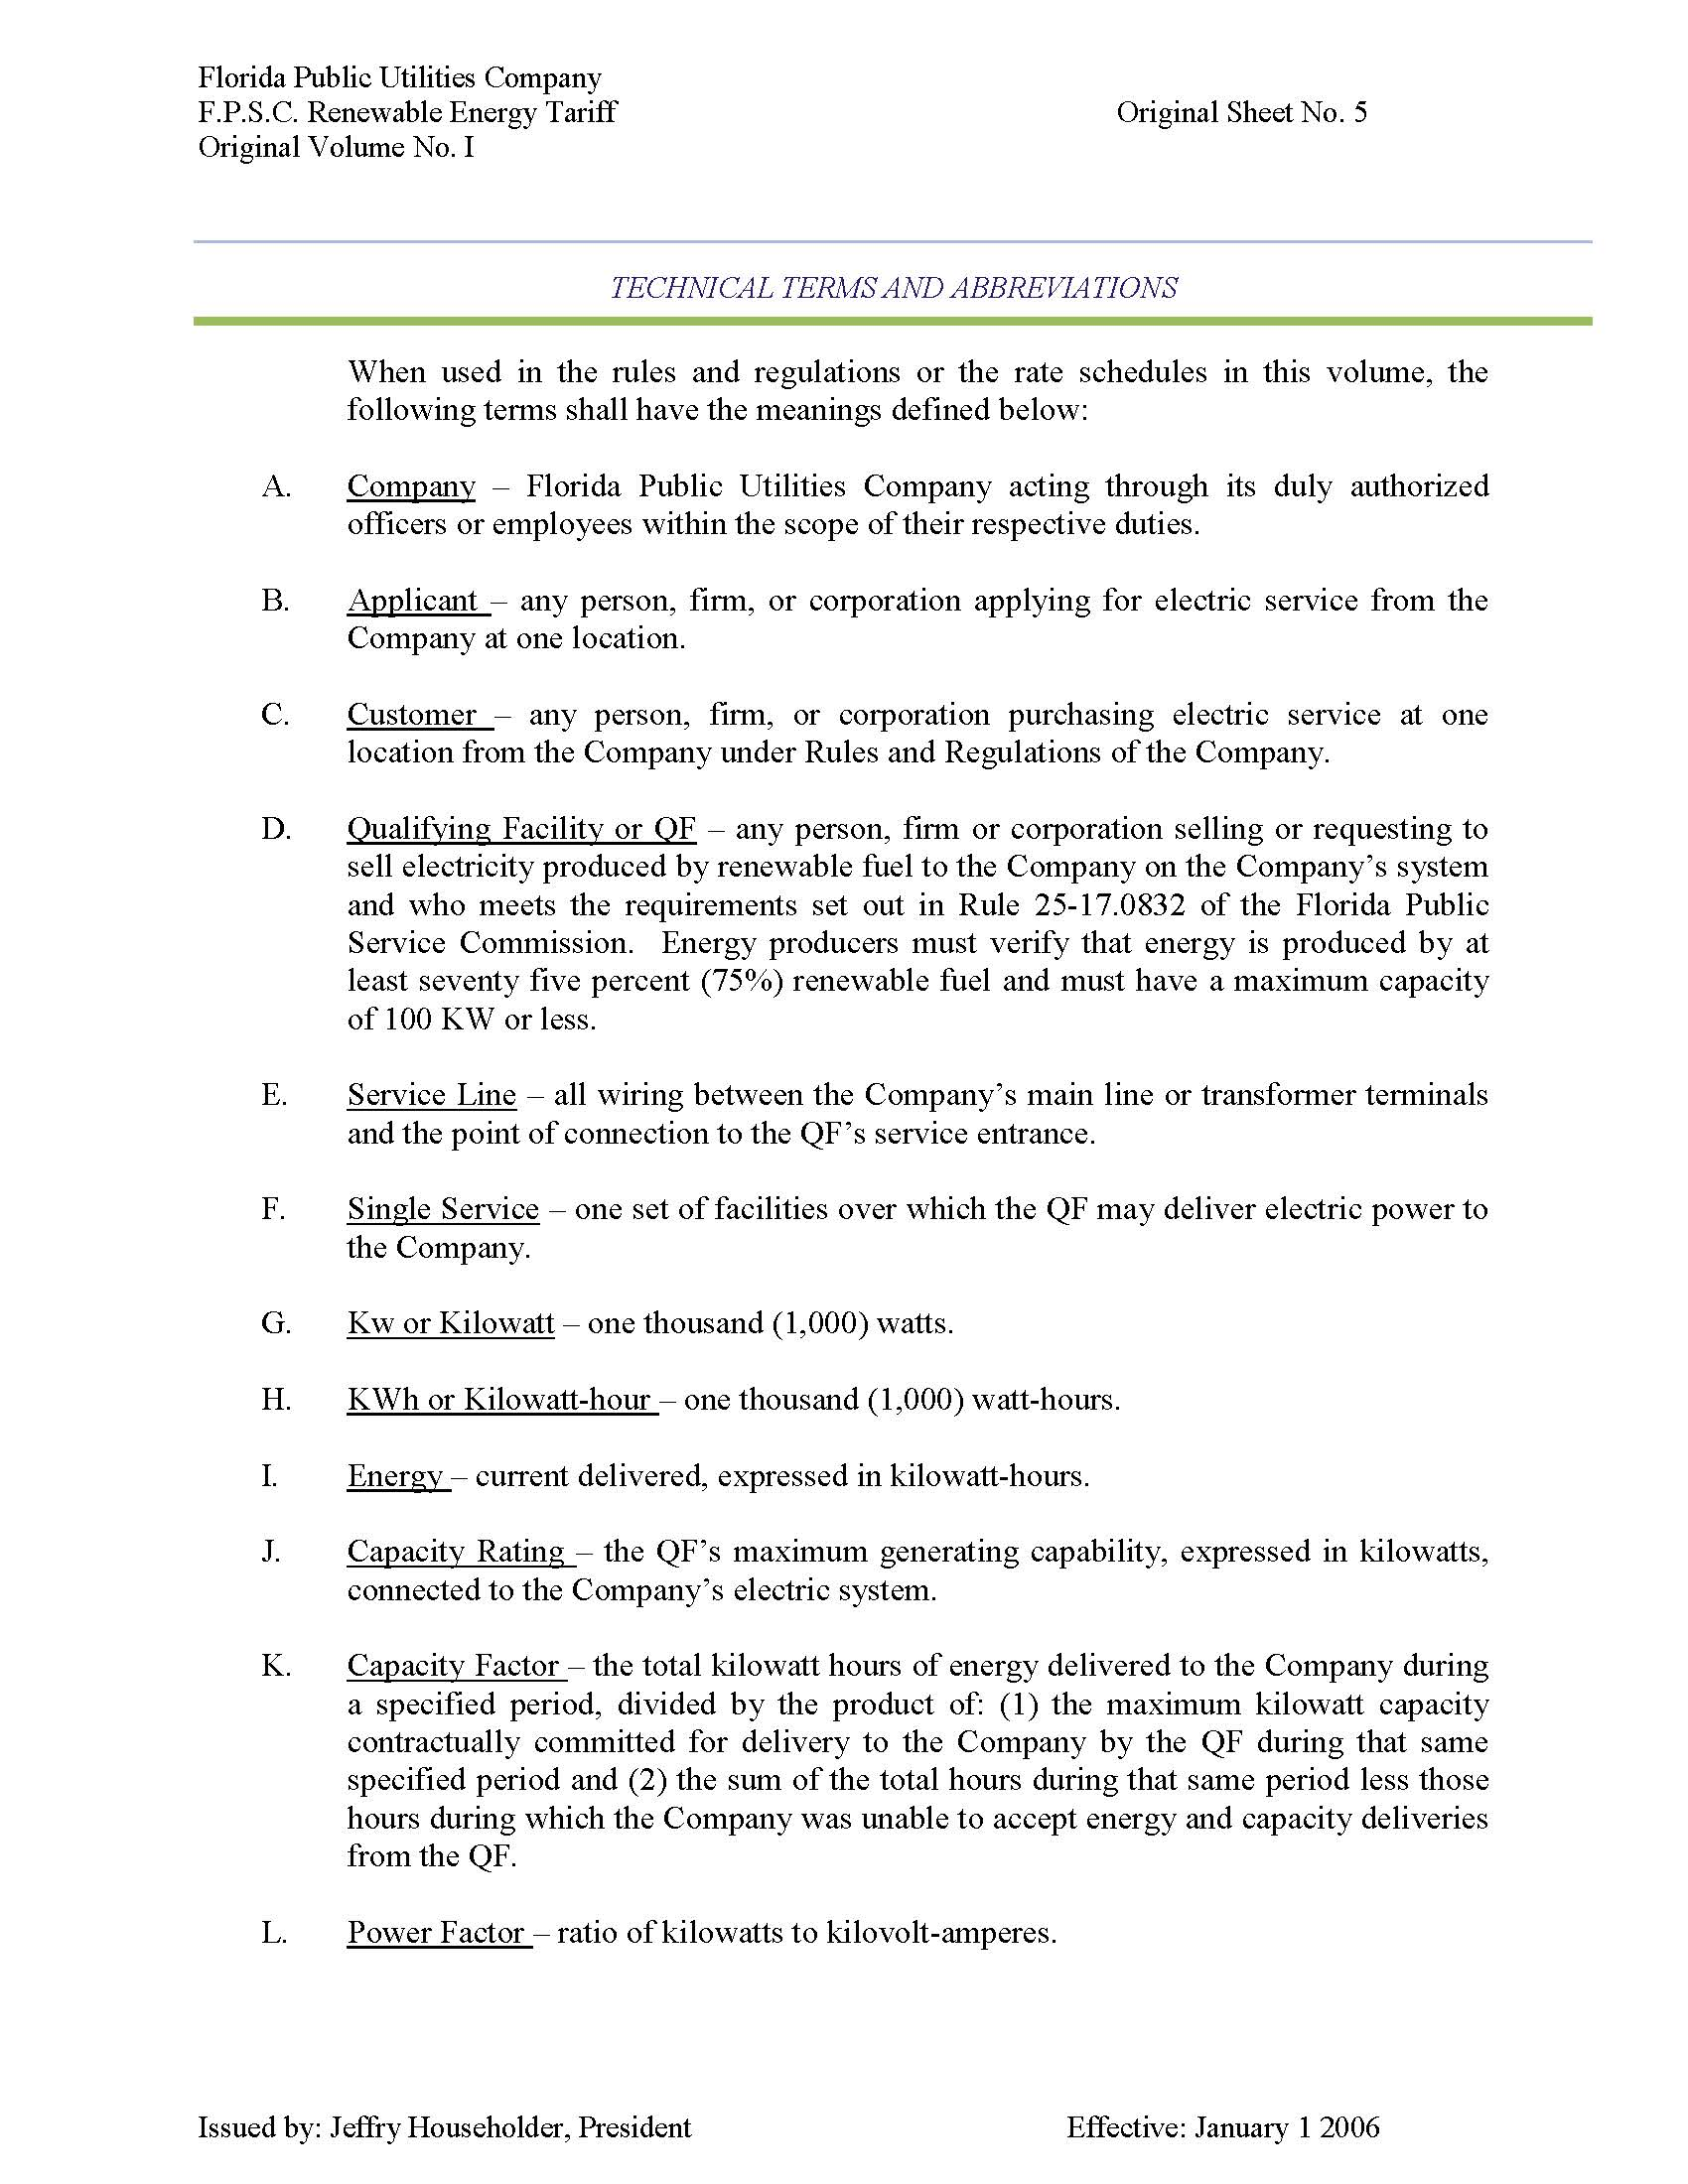 Florida Public Utilities Company
F.P.S.C. Renewable Energy Tariff Original Sheet No. 5
Original Volume No. I
TECHNICAL TERMS AND ABBREVIATIONS
When used in the rules and regulations or the rate schedules in this volume, the
following terms shall have the meanings defined below:
A. Company – Florida Public Utilities Company acting through its duly authorized
officers or employees within the scope of their respective duties.
B. Applicant – any person, firm, or corporation applying for electric service from the
Company at one location.
C. Customer – any person, firm, or corporation purchasing electric service at one
location from the Company under Rules and Regulations of the Company.
D. Qualifying Facility or QF – any person, firm or corporation selling or requesting to
sell electricity produced by renewable fuel to the Company on the Company’s system
and who meets the requirements set out in Rule 25-17.0832 of the Florida Public
Service Commission. Energy producers must verify that energy is produced by at
least seventy five percent (75%) renewable fuel and must have a maximum capacity
of 100 KW or less.
E. Service Line – all wiring between the Company’s main line or transformer terminals
and the point of connection to the QF’s service entrance.
F. Single Service – one set of facilities over which the QF may deliver electric power to
the Company.
G. Kw or Kilowatt – one thousand (1,000) watts.
H. KWh or Kilowatt-hour – one thousand (1,000) watt-hours.
I. Energy – current delivered, expressed in kilowatt-hours.
J. Capacity Rating – the QF’s maximum generating capability, expressed in kilowatts,
connected to the Company’s electric system.
K. Capacity Factor – the total kilowatt hours of energy delivered to the Company during
a specified period, divided by the product of: (1) the maximum kilowatt capacity
contractually committed for delivery to the Company by the QF during that same
specified period and (2) the sum of the total hours during that same period less those
hours during which the Company was unable to accept energy and capacity deliveries
from the QF.
L. Power Factor – ratio of kilowatts to kilovolt-amperes.
Issued by: Jeffry Householder, President Effective: January 1 2006